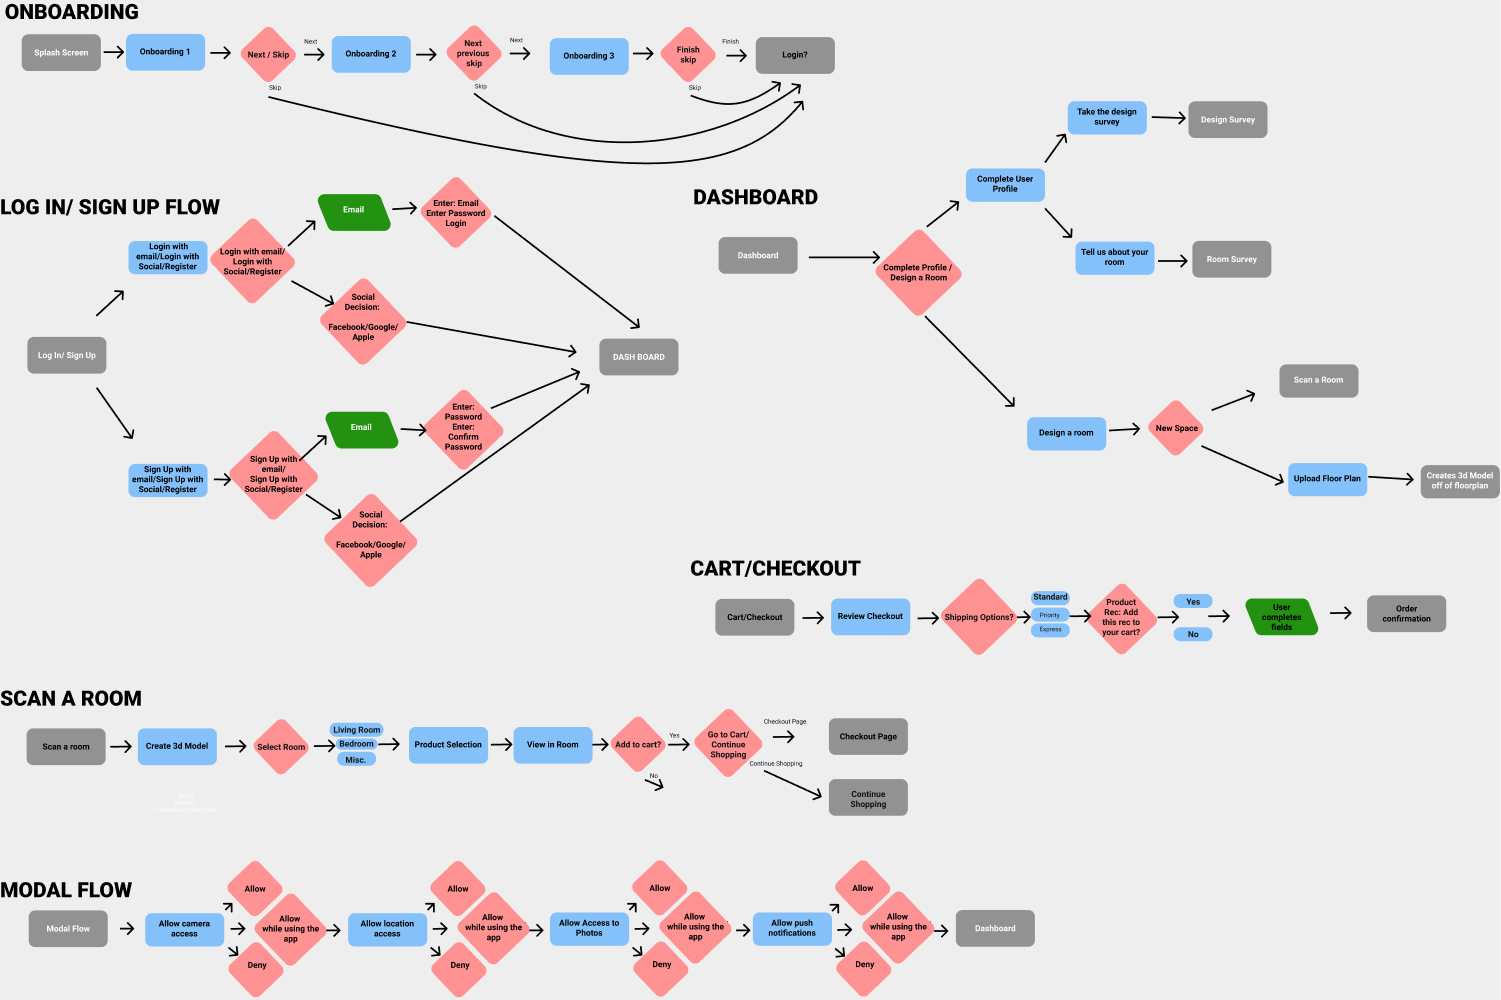 ONBOARDING
Splash Screen
Onboarding 1
Next / Skip
Next
Skip
Onboarding 2
Next
previous
skip
Next
Skip
Onboarding 3
Finish
skip
Finish
Skip
Login?
LOG IN/ SIGN UP FLOW
Log In/ Sign Up
Login with
email/Login with
Social/Register
Login with email/
Login with
Social/Register
Email
Enter: Email
Enter Password
Login
Social
Decision:
Facebook/Google/
Apple
DASH BOARD
Sign Up with
email/Sign Up with
Social/Register
Sign Up with
email/
Sign Up with
Social/Register
Email
Enter:
Password
Enter:
Confirm
Password
Social
Decision:
Facebook/Google/
Apple
DASHBOARD
Dashboard
Complete Profile /
Design a Room
Complete User
Profile
Take the design
survey
Design Survey
Tell us about your
room
Room Survey
Design a room
New Space
Scan a Room
Upload Floor Plan
Creates 3d Model
off of floorplan
CART/CHECKOUT
Cart/Checkout
Review Checkout
Shipping Options?
Standard
Priority
Express
Product
Rec: Add
this rec to
your cart?
Yes
No
User
completes
fields
Order
confirmation
SCAN A ROOM
Scan a room
Create 3d Model
Select Room
Living Room
Bedroom
Misc.
Product Selection
View in Room
Add to cart?
Yes
No
Go to Cart/
Continue
Shopping
Checkout Page
Continue Shopping
Checkout Page
Continue
Shopping
MODAL FLOW
Modal Flow
Allow camera
access
Allow
Allow
while using the
app
Deny
Allow location
access
Allow
Allow
while using the
app
Deny
Allow Access to
Photos
Allow
Allow
while using the
app
Deny
Allow push
notifications
Allow
Allow
while using the
app
Deny
Dashboard